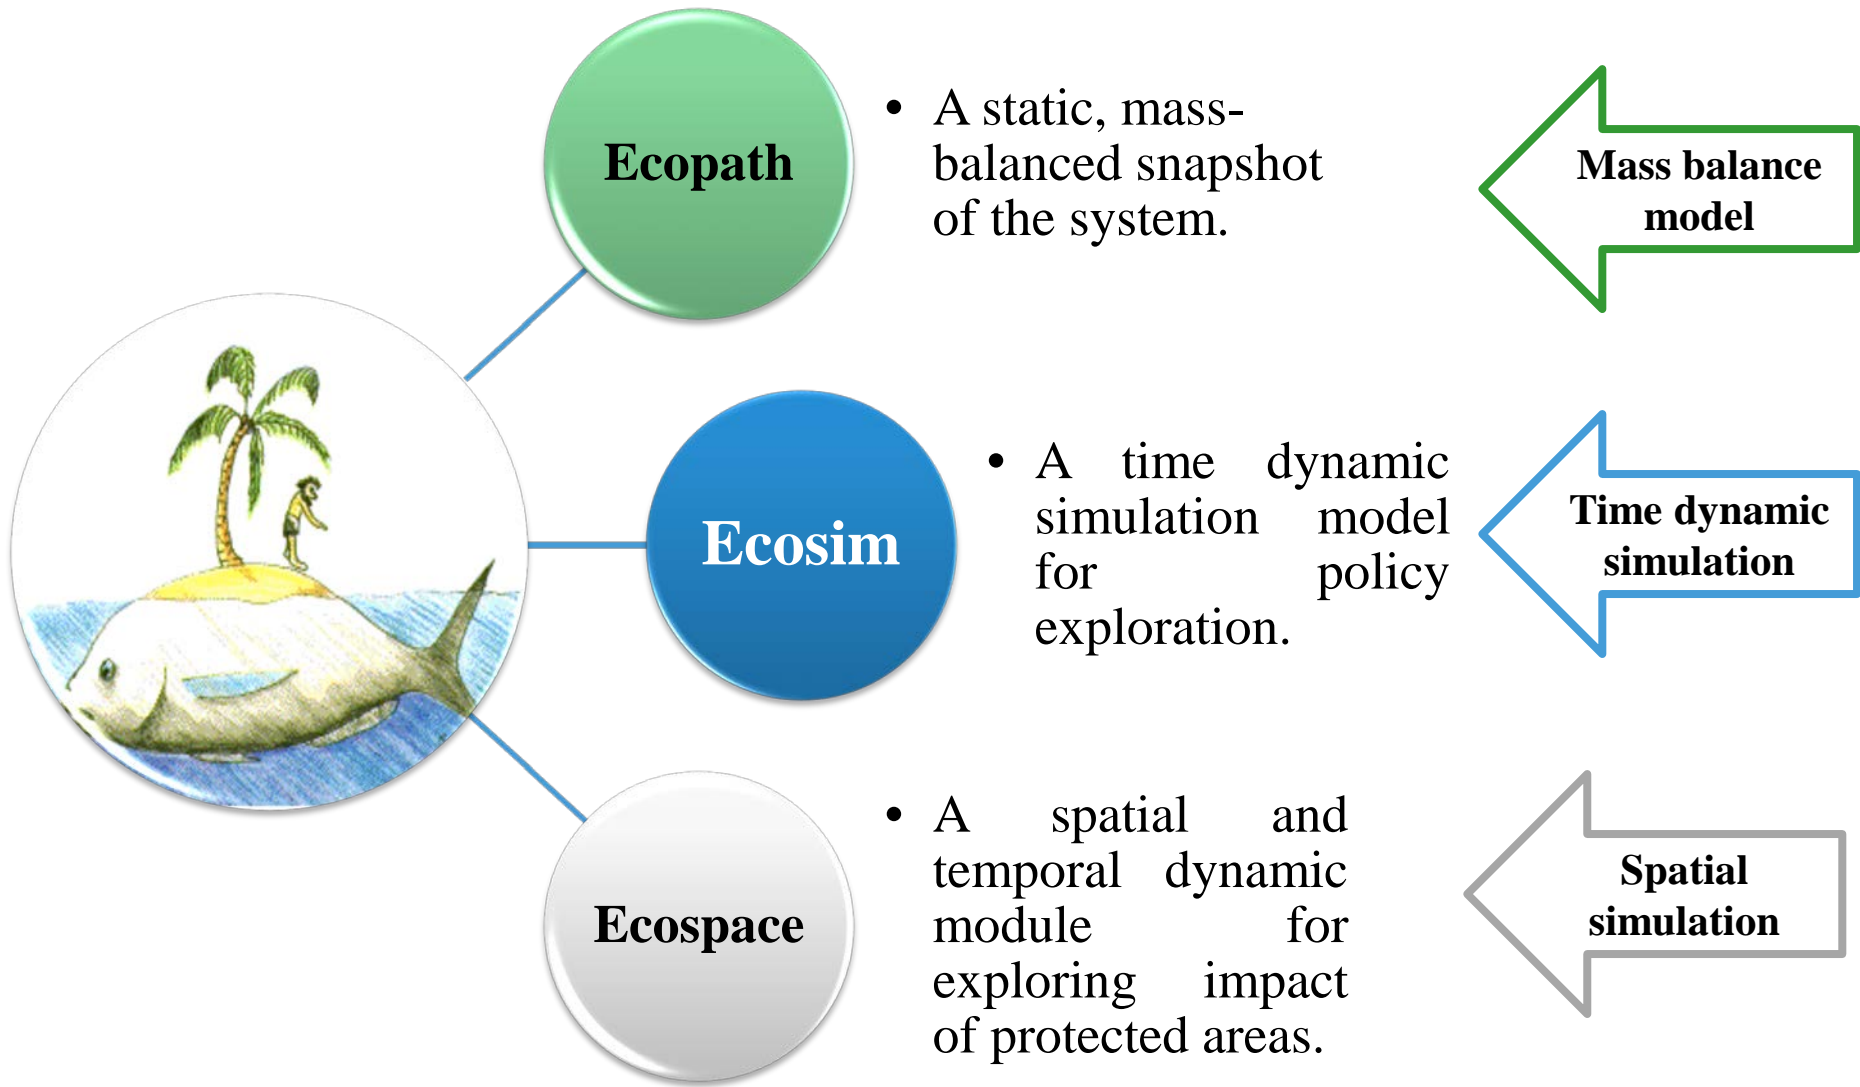 Ecopath
• A static, mass-
balanced snapshot
of the system.
Mass balance
model
Ecosim
• A time dynamic
simulation model
for policy
exploration.
Time dynamic
simulation
Ecospace
• A spatial and
temporal dynamic
module for
exploring impact
of protected areas.
Spatial
simulation